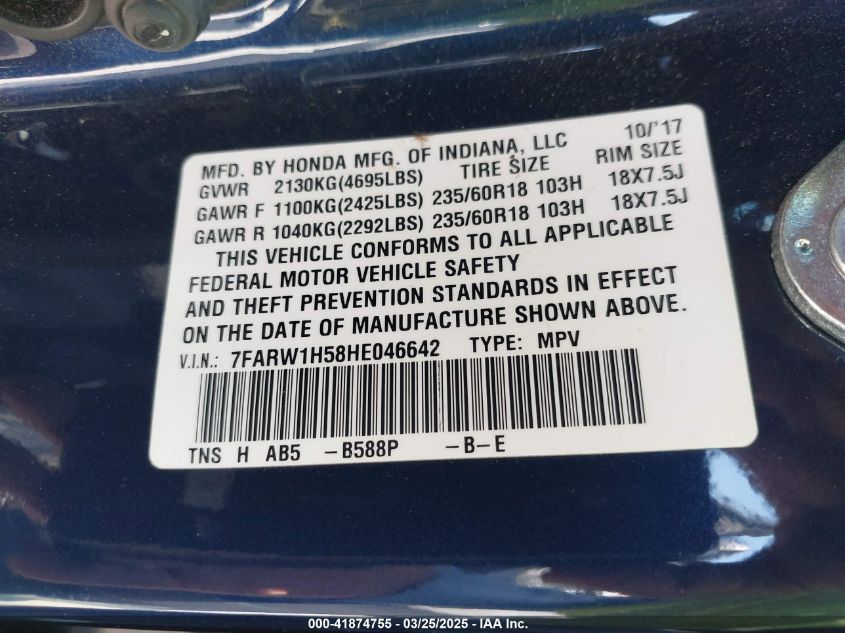 MFD. BY HONDA MFG. OF INDIANA, LLC 10/'17
GVWR 2130KG(4695LBS) TIRE SIZE RIM SIZE
GAWR F 1100KG(2425LBS) 235/60R18 103H 18X7.5J
GAWR R 1040KG(2292LBS) 235/60R18 103H 18X7.5J
THIS VEHICLE CONFORMS TO ALL APPLICABLE
FEDERAL MOTOR VEHICLE SAFETY
AND THEFT PREVENTION STANDARDS IN EFFECT
ON THE DATE OF MANUFACTURE SHOWN ABOVE.
V.I.N.: 7FARW1H58HE046642 TYPE: MPV
TNS H AB5 -B588P -B-E
000-41874755 - 03/25/2025 - IAA Inc.